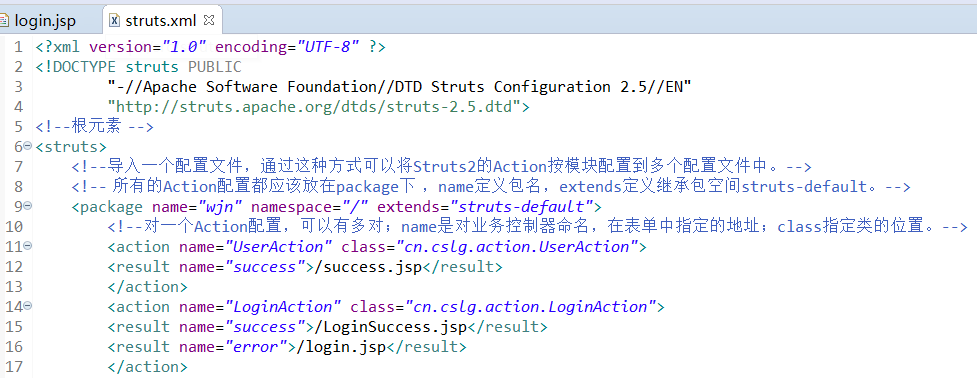 login.jsp struts.xml
1 <?xml version="1.0" encoding="UTF-8" ?>
2 <!DOCTYPE struts PUBLIC
3 "-//Apache Software Foundation//DTD Struts Configuration 2.5//EN"
4 "http://struts.apache.org/dtds/struts-2.5.dtd">
5 <!--根元素 -->
6 <struts>
7 <!--导入一个配置文件，通过这种方式可以将Struts2的Action按模块配置到多个配置文件中。-->
8 <!-- 所有的Action配置都应该放在package下 ，name定义包名，extends定义继承包空间struts-default。-->
9 <package name="wjn" namespace="/" extends="struts-default">
10 <!--对一个Action配置，可以有多对；name是对业务控制器命名，在表单中指定的地址；class指定类的位置。-->
11 <action name="UserAction" class="cn.cslg.action.UserAction">
12 <result name="success">/success.jsp</result>
13 </action>
14 <action name="LoginAction" class="cn.cslg.action.LoginAction">
15 <result name="success">/LoginSuccess.jsp</result>
16 <result name="error">/login.jsp</result>
17 </action>